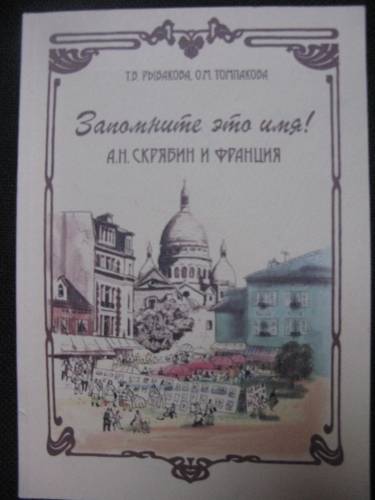 Т.В. РЫБАКОВА, О.М. ТОМПАКОВА
Запомните это имя!
А.Н. СКРЯБИН И ФРАНЦИЯ